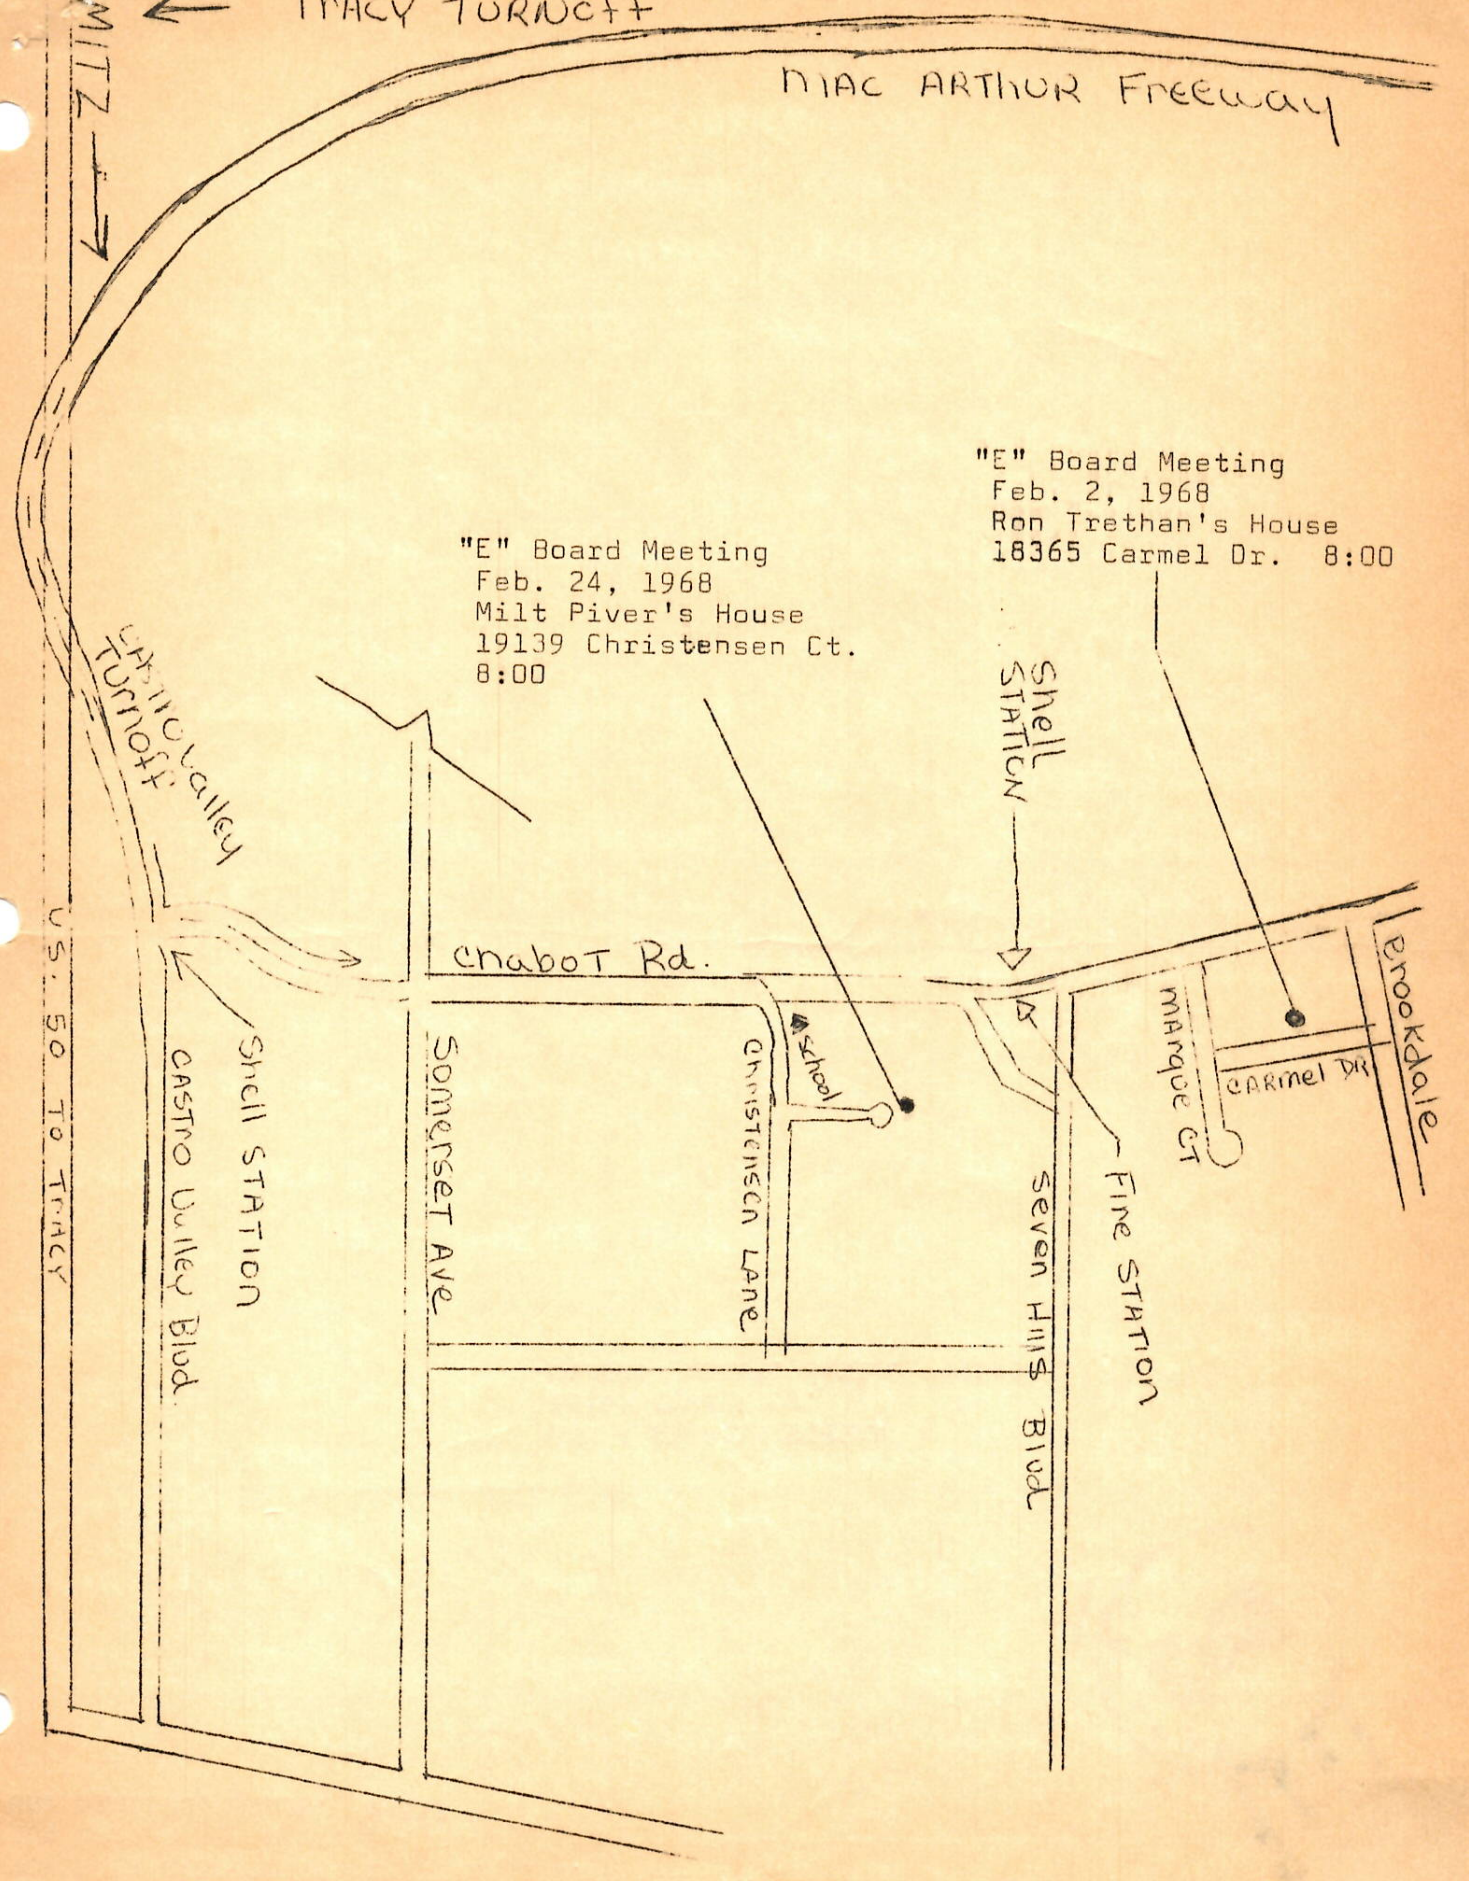 TRACY TURNOFF
MAC ARTHUR Freeway
"E" Board Meeting
Feb. 2, 1968
Ron Trethan's House
18365 Carmel Dr.  8:00
"E" Board Meeting
Feb. 24, 1968
Milt Piver's House
19139 Christensen Ct.
8:00
Castro Valley
Turnoff
Shell
STATION
Chabot Rd.
school
Christensen Lane
Somerset Ave
Shell STATION
CASTRO Valley Blvd.
U.S. 50 TO TRACY
Seven Hills Blvd
Fire STATION
Marque CT
CARMEL DR
Brookdale